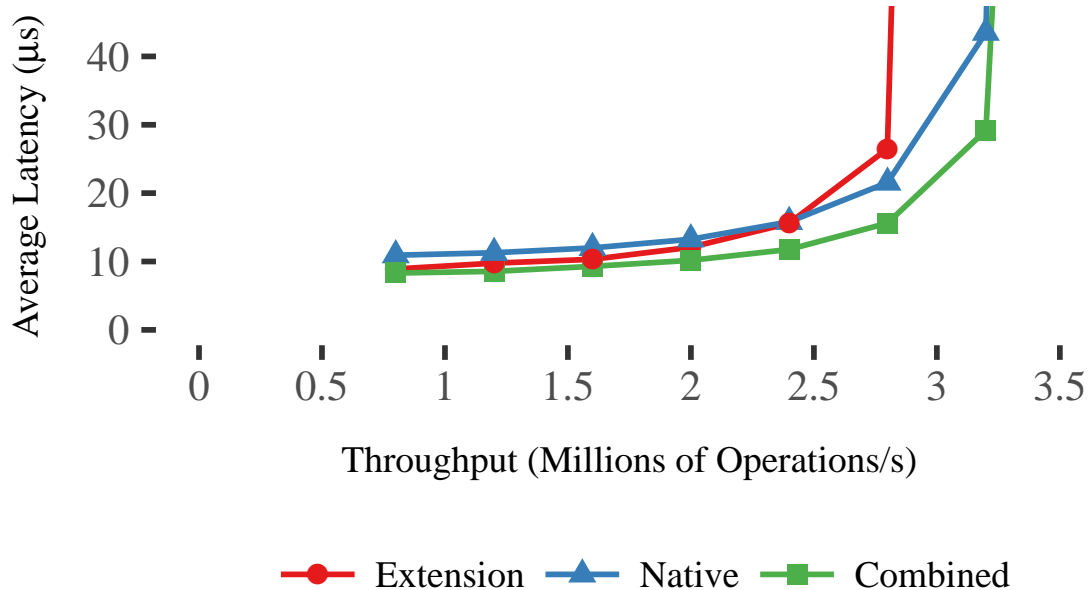 Average Latency (μs)
40
30
20
10
0
0 0.5 1 1.5 2 2.5 3 3.5
Throughput (Millions of Operations/s)
Extension Native Combined